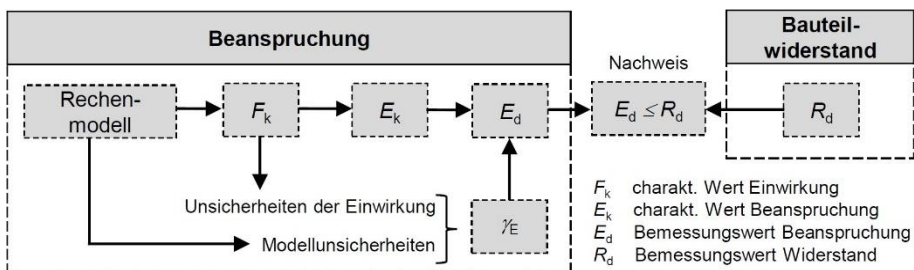 Beanspruchung
Bauteil-
widerstand
Nachweis
Rechen-
modell
F_k
E_k
E_d
E_d ≤ R_d
R_d
Unsicherheiten der Einwirkung
Modellunsicherheiten
γ_E
F_k charakt. Wert Einwirkung
E_k charakt. Wert Beanspruchung
E_d Bemessungswert Beanspruchung
R_d Bemessungswert Widerstand